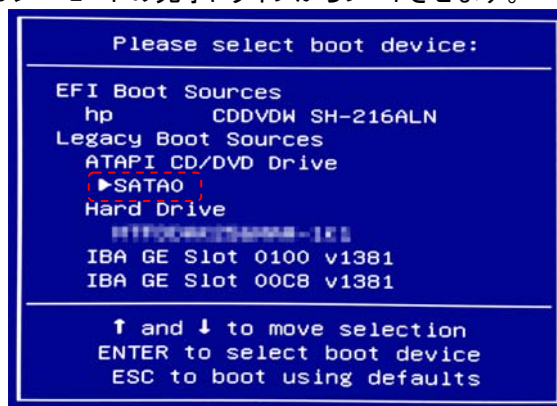 Please select boot device:
EFI Boot Sources
hp CDDVDW SH-216ALN
Legacy Boot Sources
ATAPI CD/DVD Drive
►SATA0
Hard Drive
IBA GE Slot 0100 v1381
IBA GE Slot 00C8 v1381
↑ and ↓ to move selection
ENTER to select boot device
ESC to boot using defaults